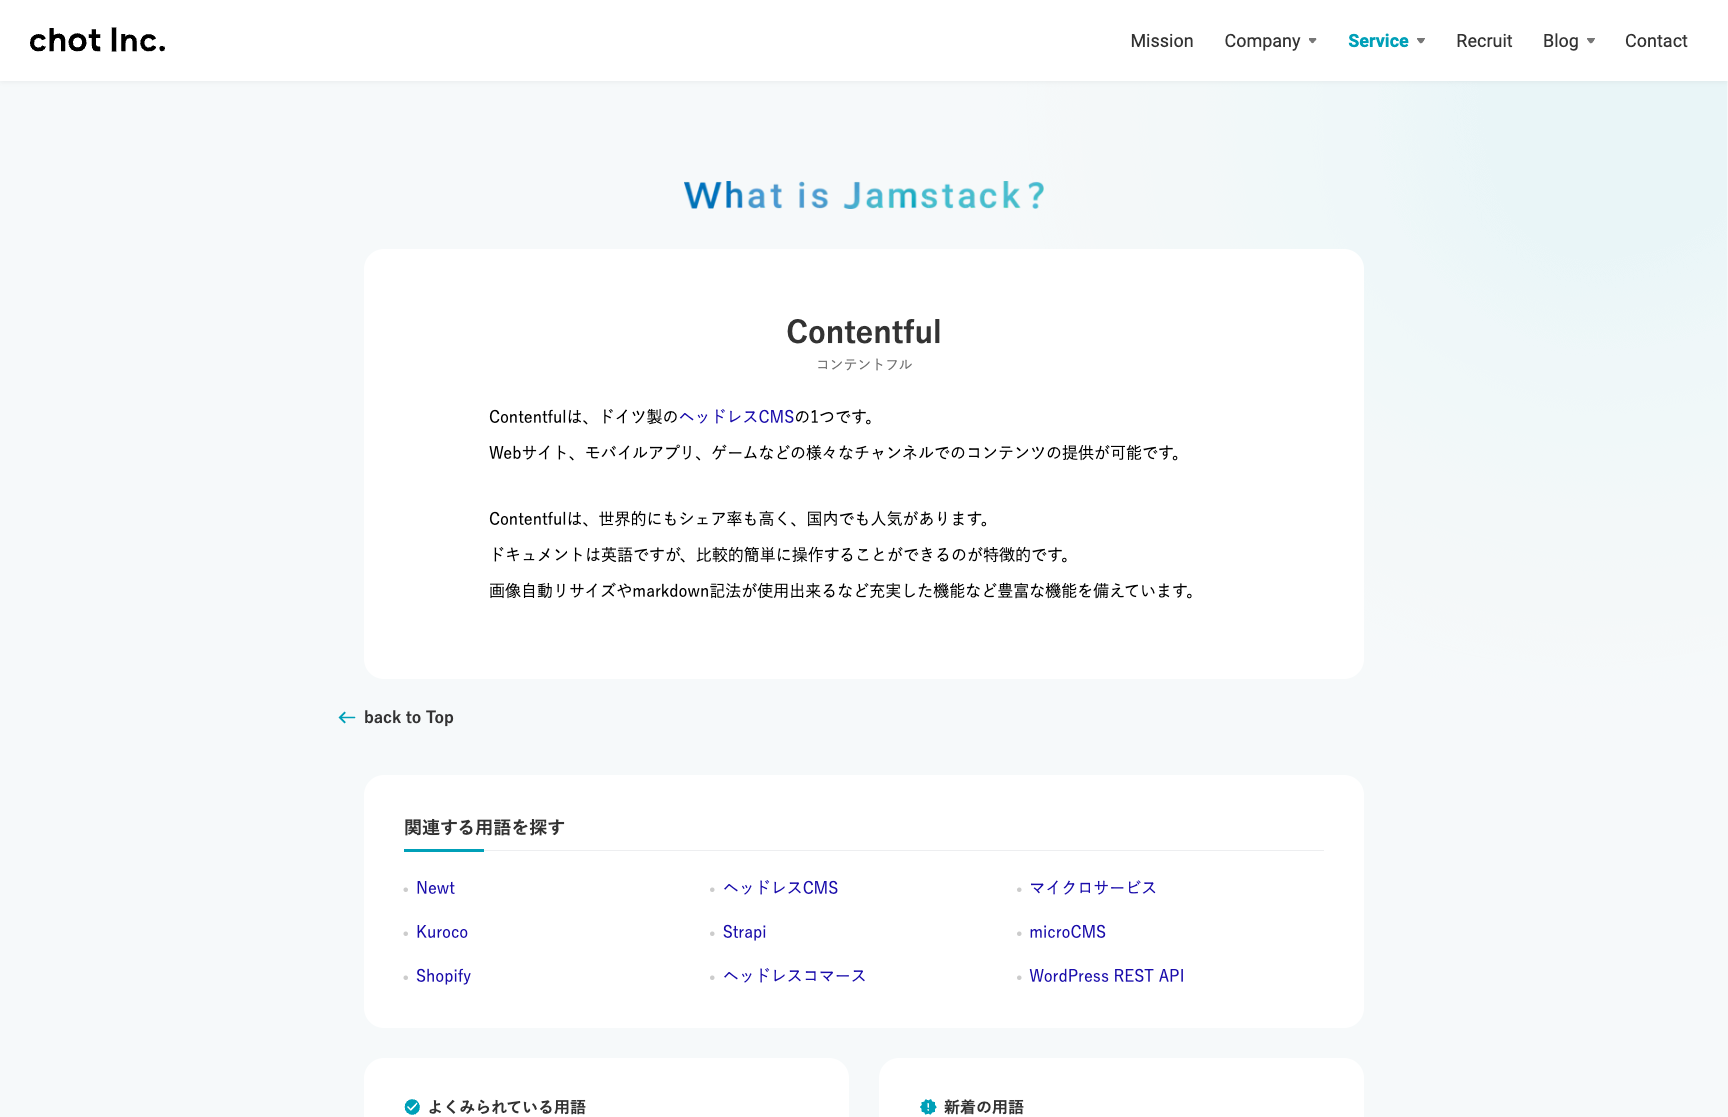 chot Inc.
Mission Company Service Recruit Blog Contact
What is Jamstack?
Contentful
コンテントフル
Contentfulは、ドイツ製のヘッドレスCMSの1つです。
Webサイト、モバイルアプリ、ゲームなどの様々なチャンネルでのコンテンツの提供が可能です。
Contentfulは、世界的にもシェア率も高く、国内でも人気があります。
ドキュメントは英語ですが、比較的簡単に操作することができるのが特徴的です。
画像自動リサイズやmarkdown記法が使用出来るなど充実した機能など豊富な機能を備えています。
back to Top
関連する用語を探す
Newt ヘッドレスCMS マイクロサービス
Kuroco Strapi microCMS
Shopify ヘッドレスコマース WordPress REST API
よくみられている用語 新着の用語